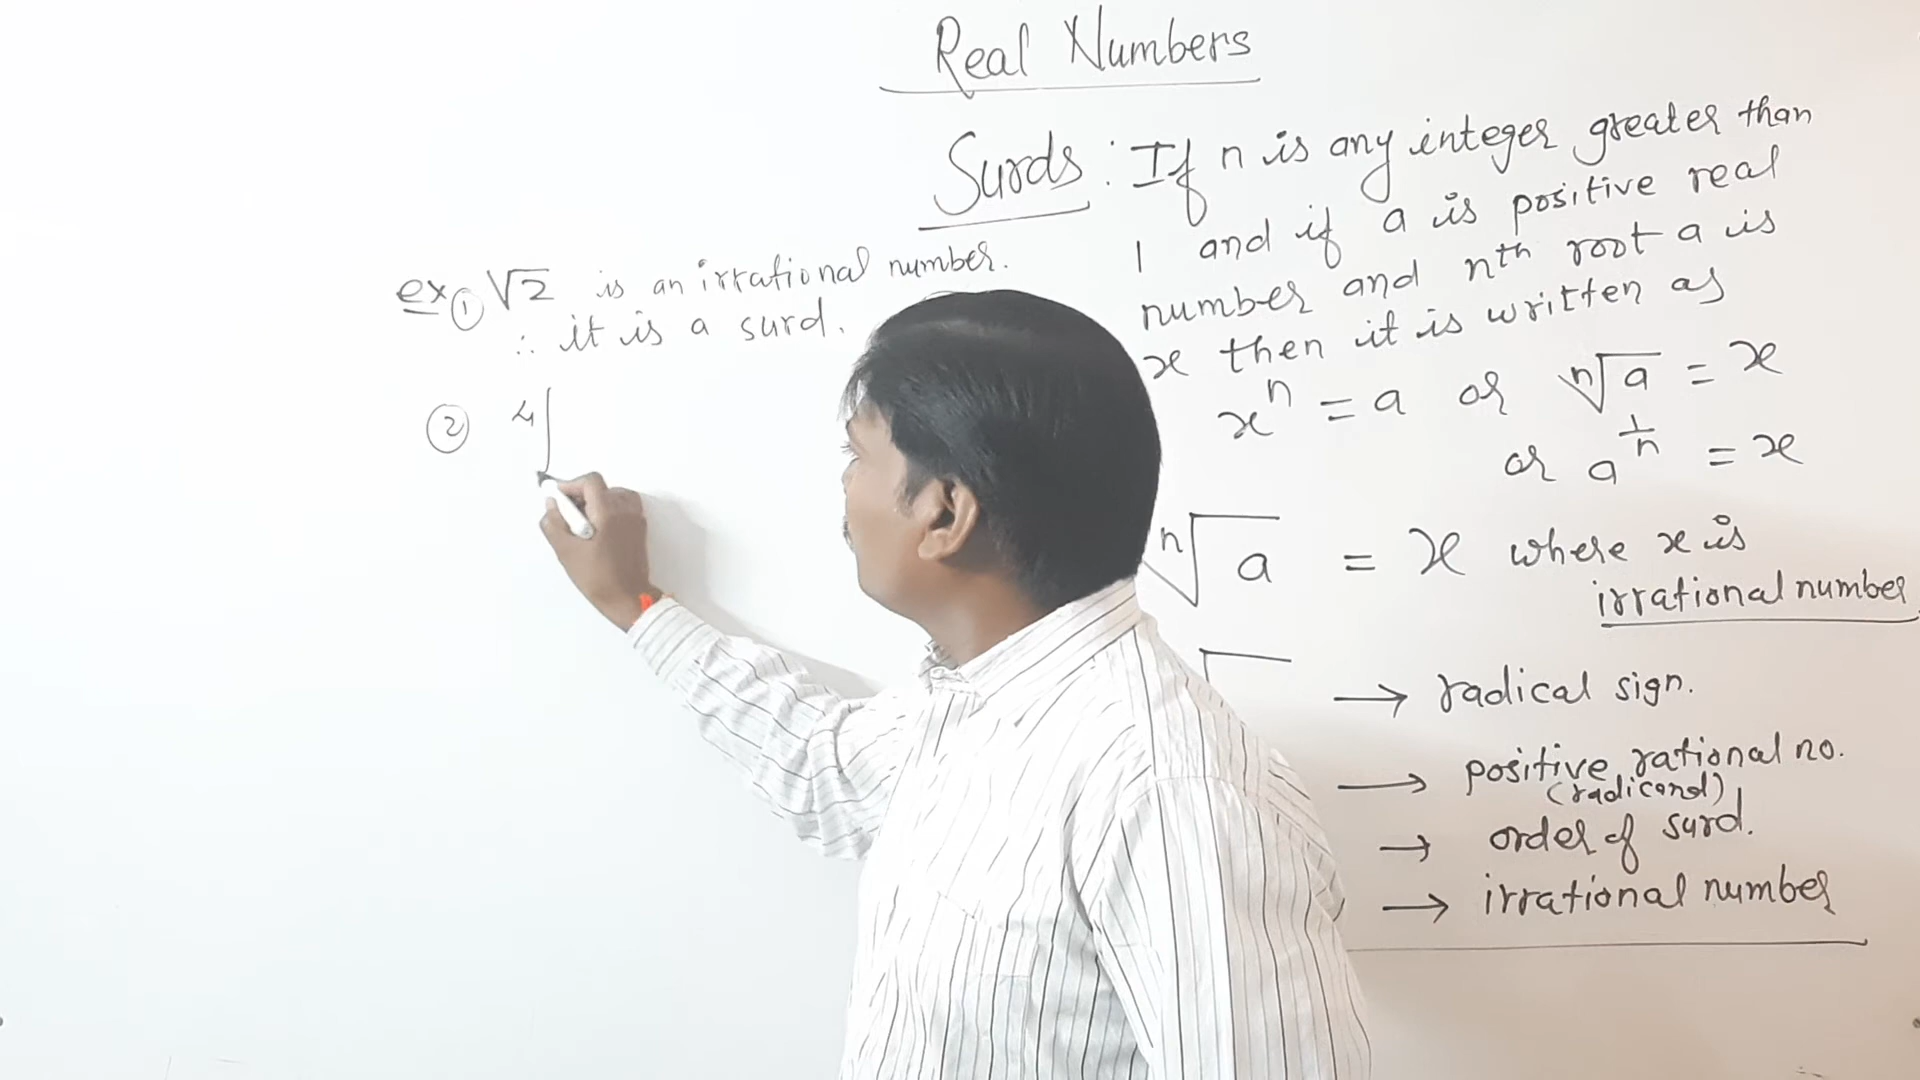 Real Numbers
Surds : If n is any integer greater than
1 and if a is positive real
number and nth root a is
x then it is written as
xⁿ = a or ⁿ√a = x
or a^(1/n) = x
ⁿ√a = x where x is
irrational number
√ → radical sign.
→ positive rational no.
(radicand)
→ order of surd.
→ irrational number
ex ① √2 is an irrational number.
∴ it is a surd.
② 4